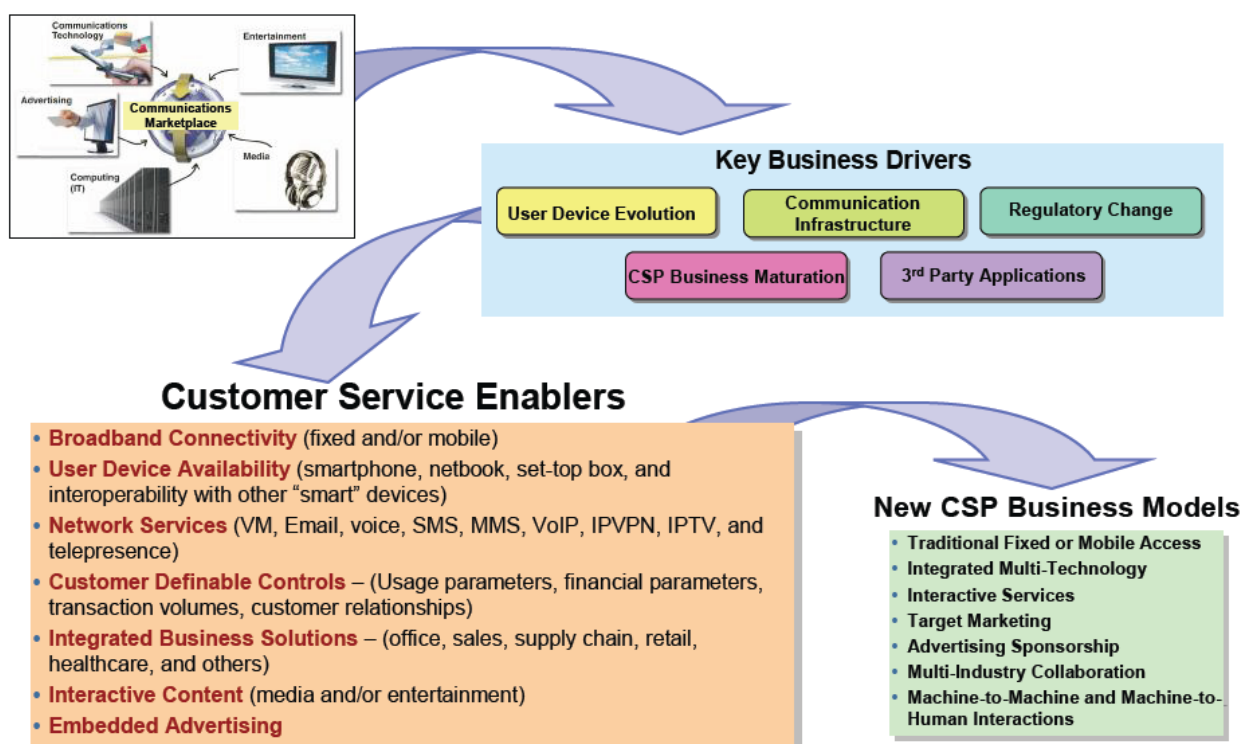 Communications
Technology
Entertainment
Advertising
Communications
Marketplace
Media
Computing
(IT)
Key Business Drivers
User Device Evolution
Communication
Infrastructure
Regulatory Change
CSP Business Maturation
3rd Party Applications
Customer Service Enablers
• Broadband Connectivity (fixed and/or mobile)
• User Device Availability (smartphone, netbook, set-top box, and
interoperability with other “smart” devices)
• Network Services (VM, Email, voice, SMS, MMS, VoIP, IPVPN, IPTV, and
telepresence)
• Customer Definable Controls – (Usage parameters, financial parameters,
transaction volumes, customer relationships)
• Integrated Business Solutions – (office, sales, supply chain, retail,
healthcare, and others)
• Interactive Content (media and/or entertainment)
• Embedded Advertising
New CSP Business Models
• Traditional Fixed or Mobile Access
• Integrated Multi-Technology
• Interactive Services
• Target Marketing
• Advertising Sponsorship
• Multi-Industry Collaboration
• Machine-to-Machine and Machine-to-
Human Interactions